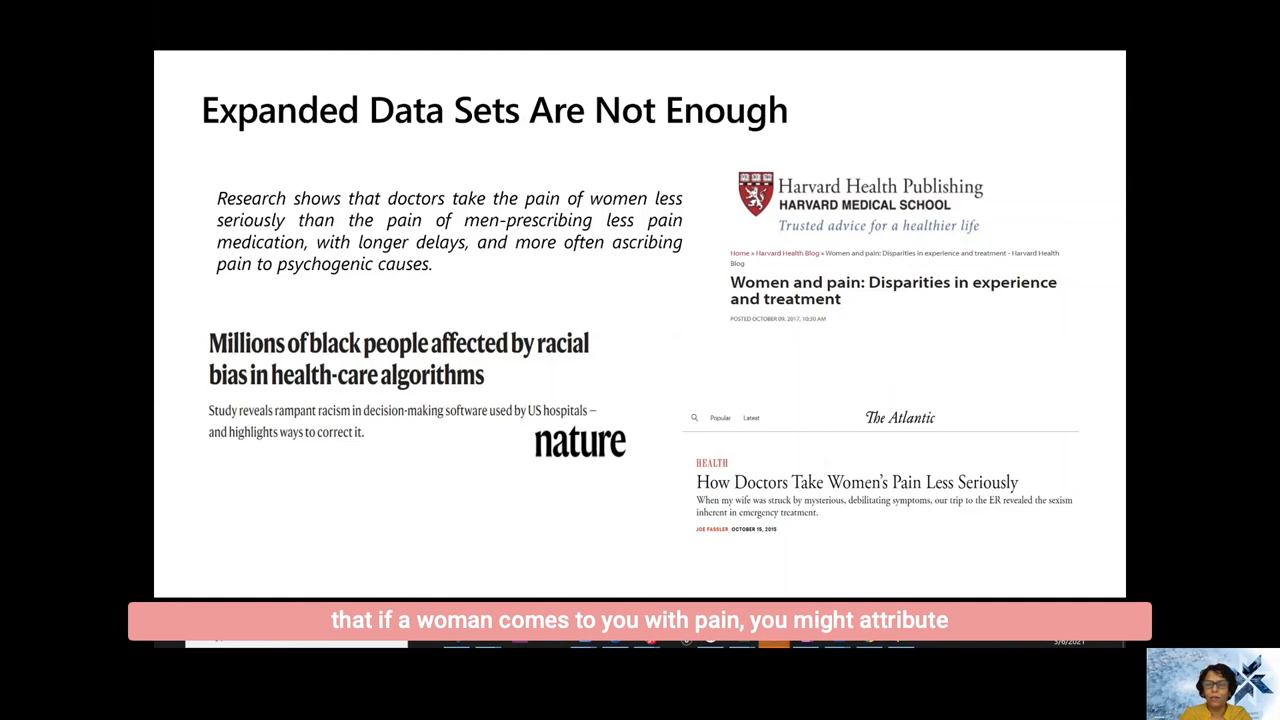 Expanded Data Sets Are Not Enough
Research shows that doctors take the pain of women less
seriously than the pain of men-prescribing less pain
medication, with longer delays, and more often ascribing
pain to psychogenic causes.
Millions of black people affected by racial
bias in health-care algorithms
Study reveals rampant racism in decision-making software used by US hospitals –
and highlights ways to correct it.
nature
Harvard Health Publishing
HARVARD MEDICAL SCHOOL
Trusted advice for a healthier life
Home » Harvard Health Blog » Women and pain: Disparities in experience and treatment - Harvard Health
Blog
Women and pain: Disparities in experience
and treatment
POSTED OCTOBER 09, 2017, 10:30 AM
Popular Latest The Atlantic
HEALTH
How Doctors Take Women's Pain Less Seriously
When my wife was struck by mysterious, debilitating symptoms, our trip to the ER revealed the sexism
inherent in emergency treatment.
JOE FASSLER OCTOBER 15, 2015
that if a woman comes to you with pain, you might attribute
3/6/2021